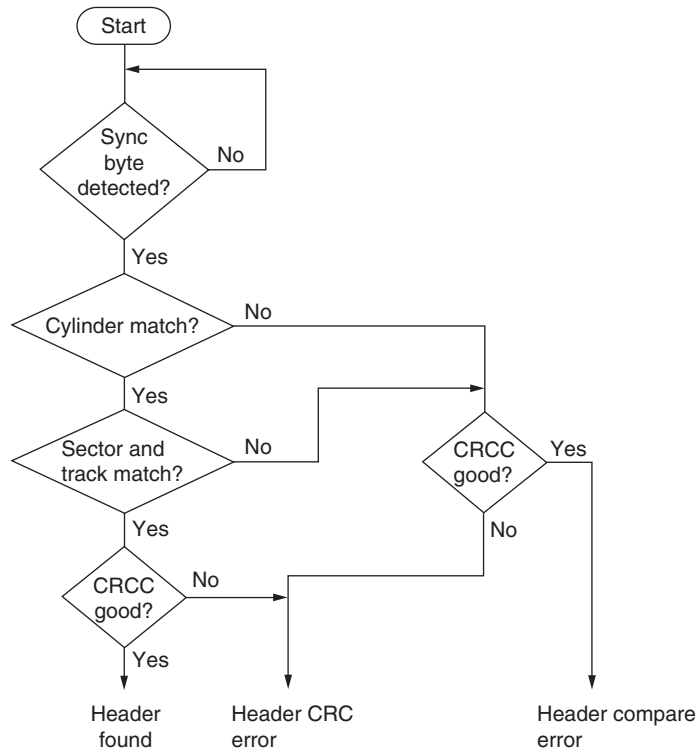 Start
Sync
byte
detected?
No
Yes
Cylinder match?
No
Yes
Sector and
track match?
No
CRCC
good?
Yes
No
Yes
CRCC
good?
No
Yes
Header
found
Header CRC
error
Header compare
error